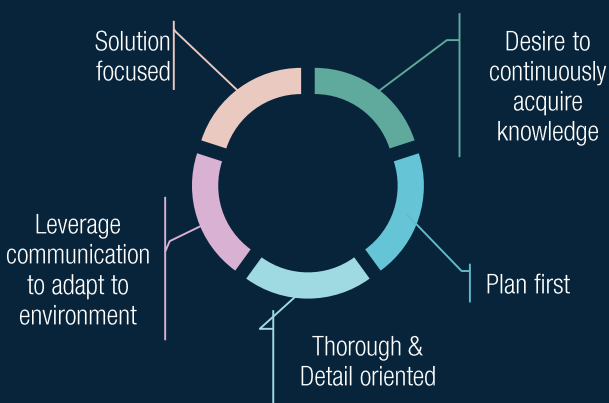 Solution
focused
Desire to
continuously
acquire
knowledge
Leverage
communication
to adapt to
environment
Plan first
Thorough &
Detail oriented